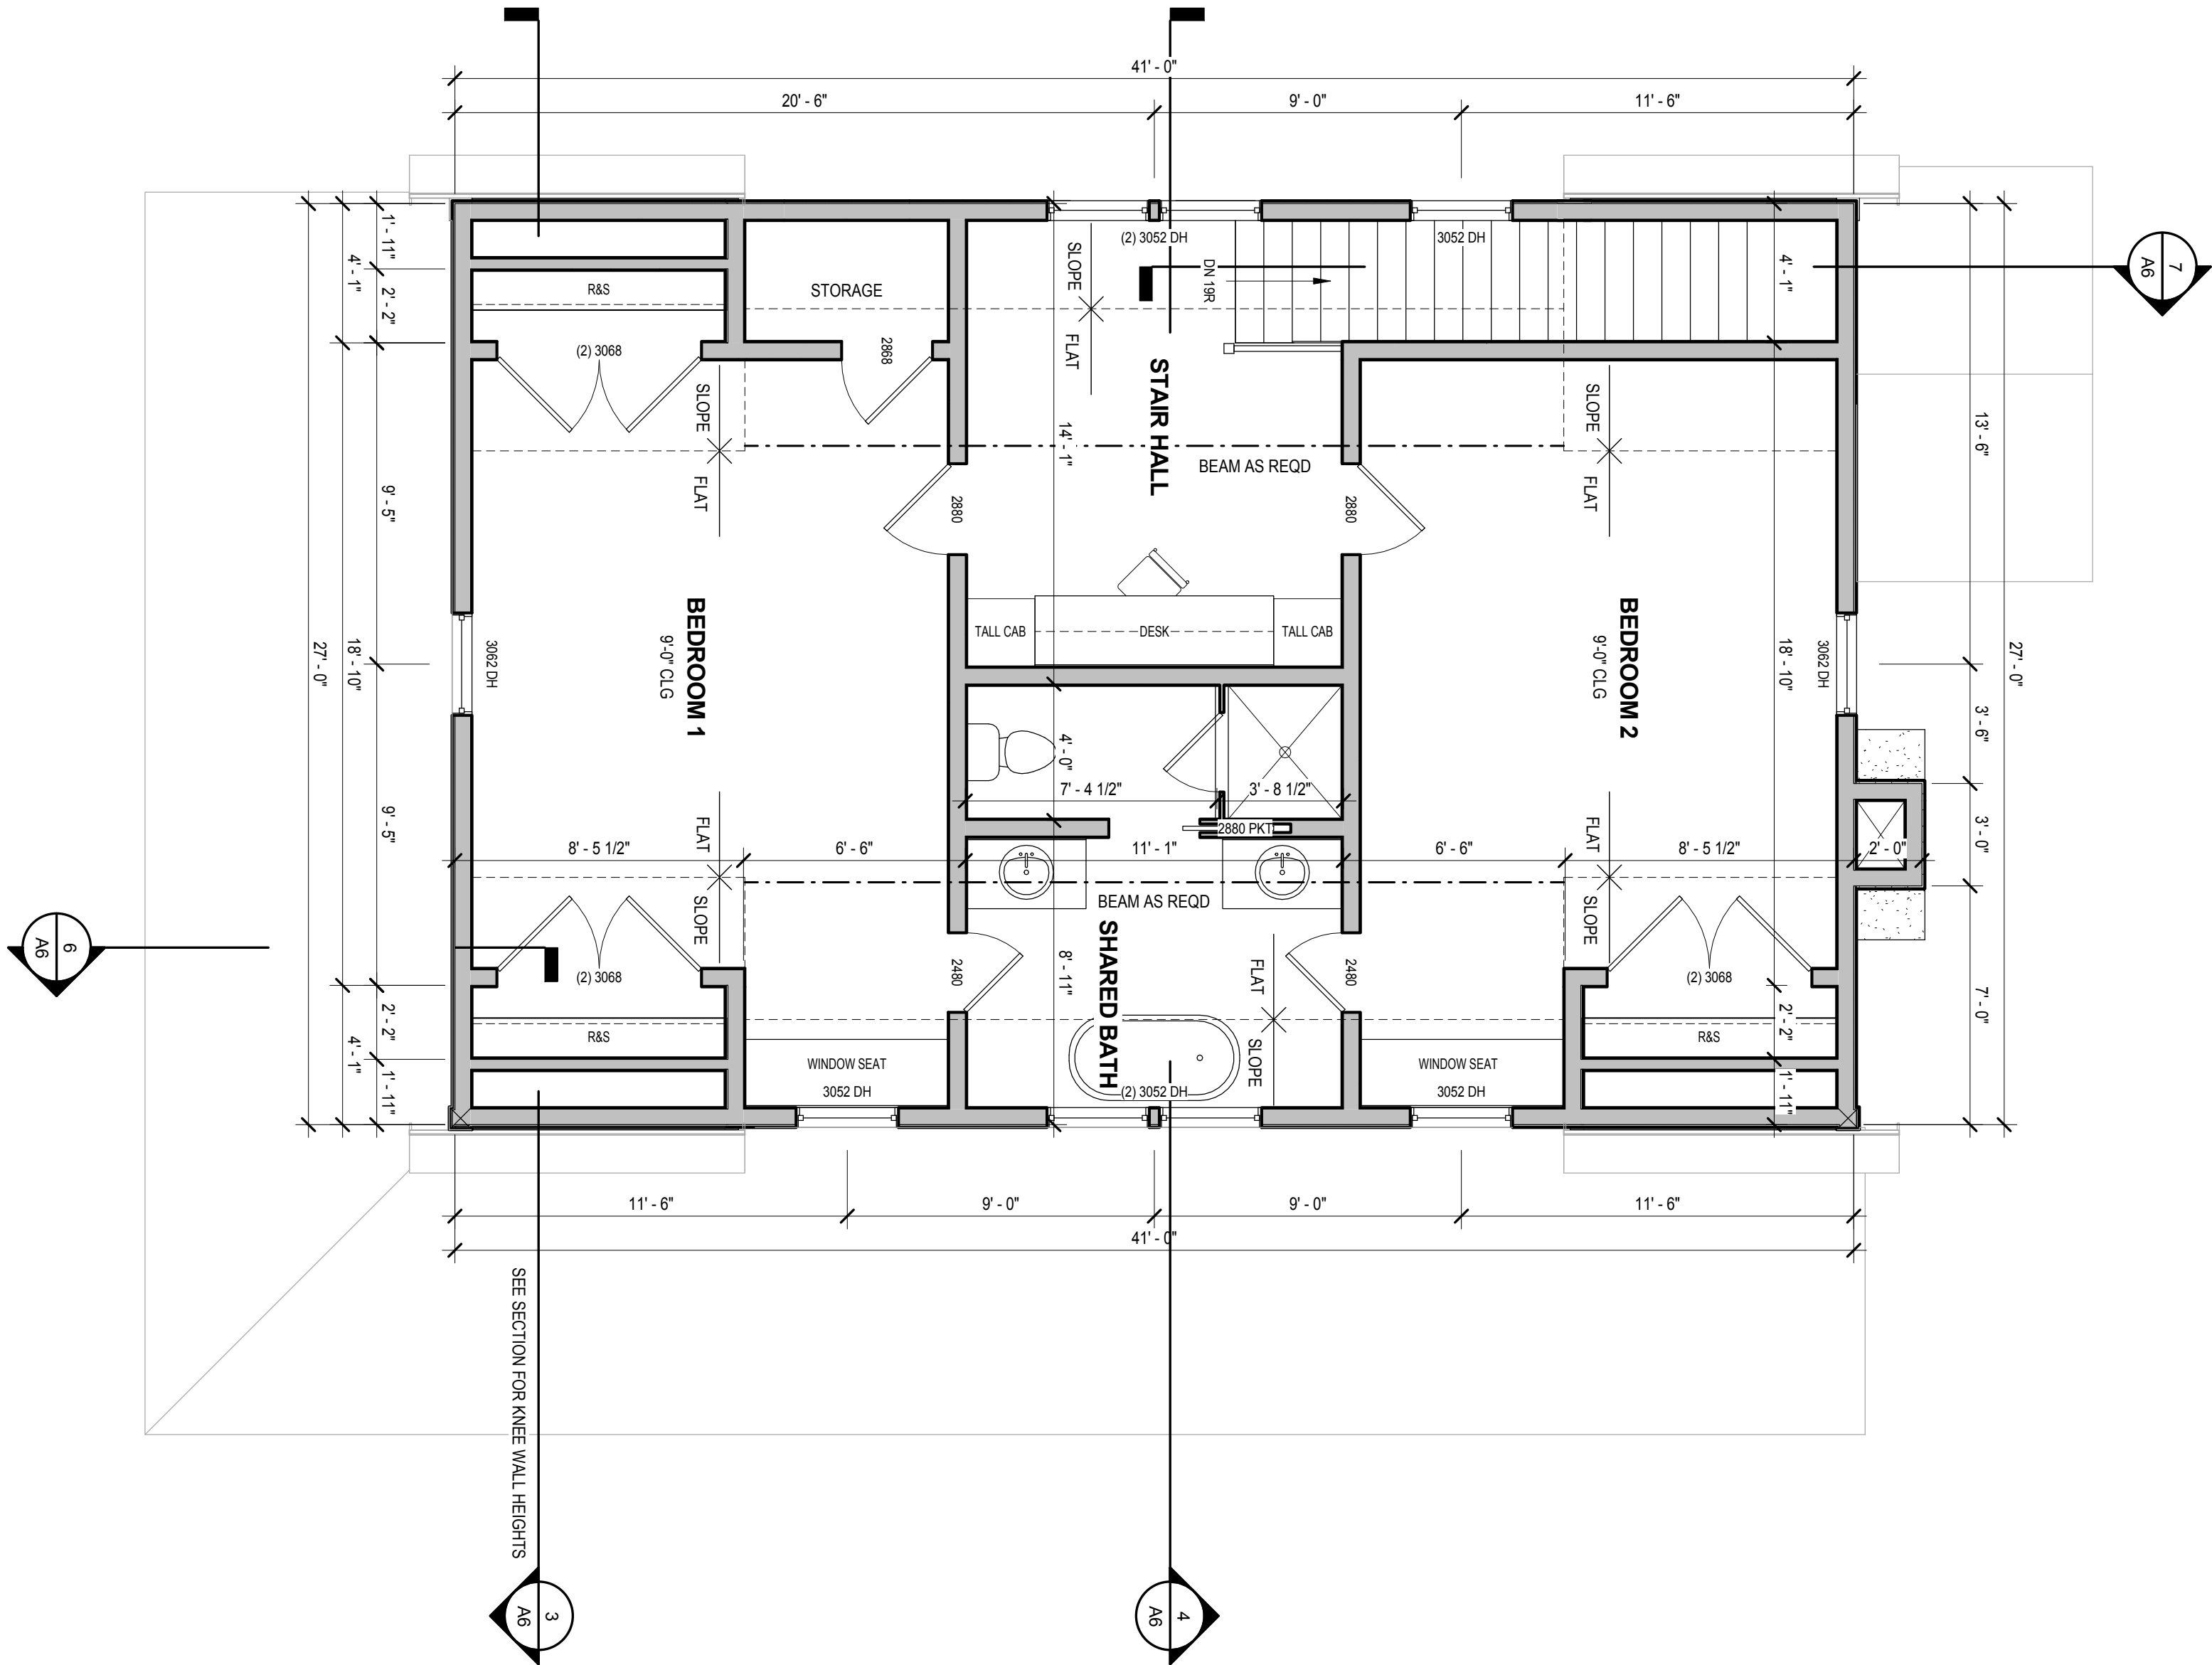 41' - 0"
20' - 6"
9' - 0"
11' - 6"
(2) 3052 DH
3052 DH
7
A6
1' - 11"
4' - 1"
2' - 2"
R&S
STORAGE
SLOPE
FLAT
DN 19R
4' - 1"
(2) 3068
2868
SLOPE
FLAT
STAIR HALL
14' - 1"
BEAM AS REQD
SLOPE
FLAT
13' - 6"
9' - 5"
2880
2880
27' - 0"
18' - 10"
3062 DH
BEDROOM 1
9'-0" CLG
TALL CAB
DESK
TALL CAB
BEDROOM 2
9'-0" CLG
18' - 10"
3062 DH
27' - 0"
3' - 6"
4' - 0"
7' - 4 1/2"
3' - 8 1/2"
2880 PKT
9' - 5"
FLAT
SLOPE
8' - 5 1/2"
6' - 6"
11' - 1"
6' - 6"
8' - 5 1/2"
2' - 0"
3' - 0"
FLAT
SLOPE
BEAM AS REQD
SHARED BATH
8' - 11"
6
A6
(2) 3068
2480
FLAT
SLOPE
2480
(2) 3068
7' - 0"
2' - 2"
4' - 1"
1' - 11"
R&S
WINDOW SEAT
3052 DH
(2) 3052 DH
WINDOW SEAT
3052 DH
R&S
2' - 2"
1' - 11"
11' - 6"
9' - 0"
9' - 0"
11' - 6"
41' - 0"
SEE SECTION FOR KNEE WALL HEIGHTS
3
A6
4
A6